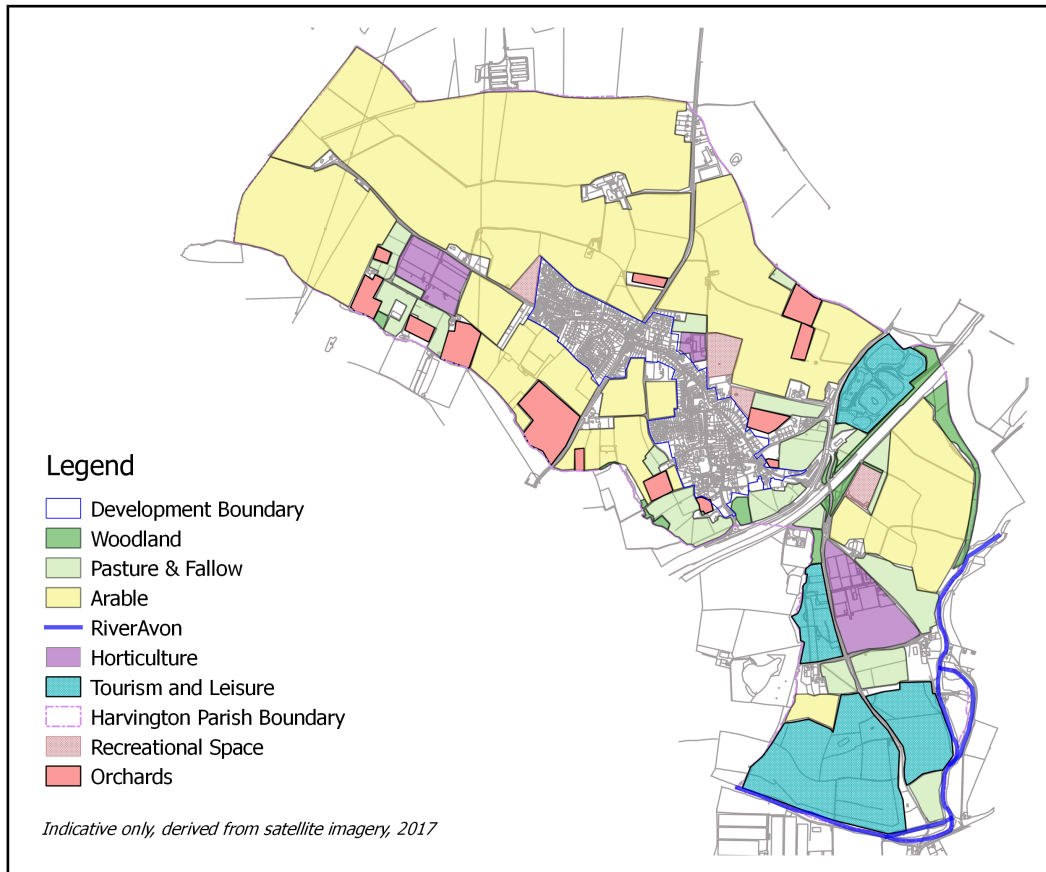 Legend
Development Boundary
Woodland
Pasture & Fallow
Arable
RiverAvon
Horticulture
Tourism and Leisure
Harvington Parish Boundary
Recreational Space
Orchards
Indicative only, derived from satellite imagery, 2017